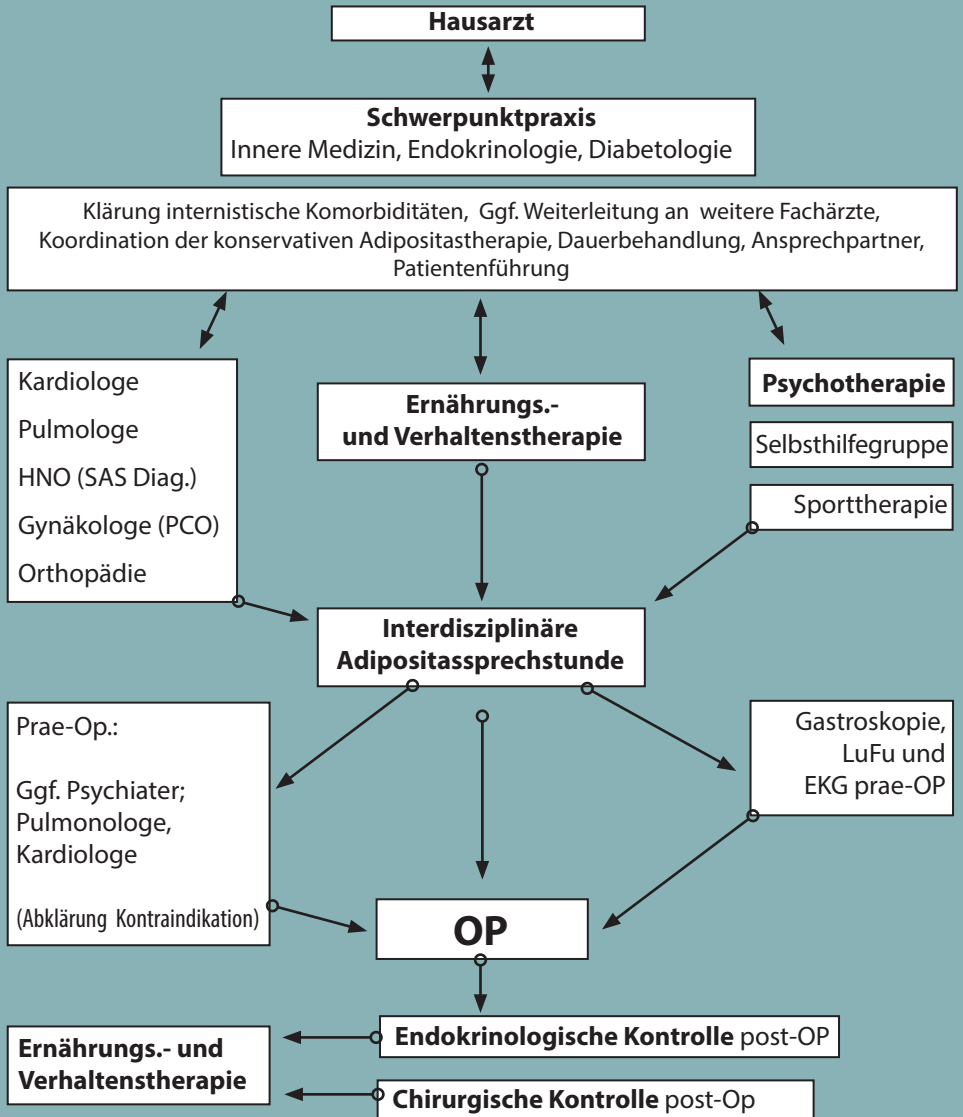 Hausarzt
Schwerpunktpraxis
Innere Medizin, Endokrinologie, Diabetologie
Klärung internistische Komorbiditäten, Ggf. Weiterleitung an weitere Fachärzte,
Koordination der konservativen Adipositastherapie, Dauerbehandlung, Ansprechpartner,
Patientenführung
Kardiologe
Pulmologe
HNO (SAS Diag.)
Gynäkologe (PCO)
Orthopädie
Ernährungs.-
und Verhaltenstherapie
Psychotherapie
Selbsthilfegruppe
Sporttherapie
Interdisziplinäre
Adipositassprechstunde
Prae-Op.:
Ggf. Psychiater;
Pulmonologe,
Kardiologe
(Abklärung Kontraindikation)
Gastroskopie,
LuFu und
EKG prae-OP
OP
Endokrinologische Kontrolle post-OP
Ernährungs.- und
Verhaltenstherapie
Chirurgische Kontrolle post-Op